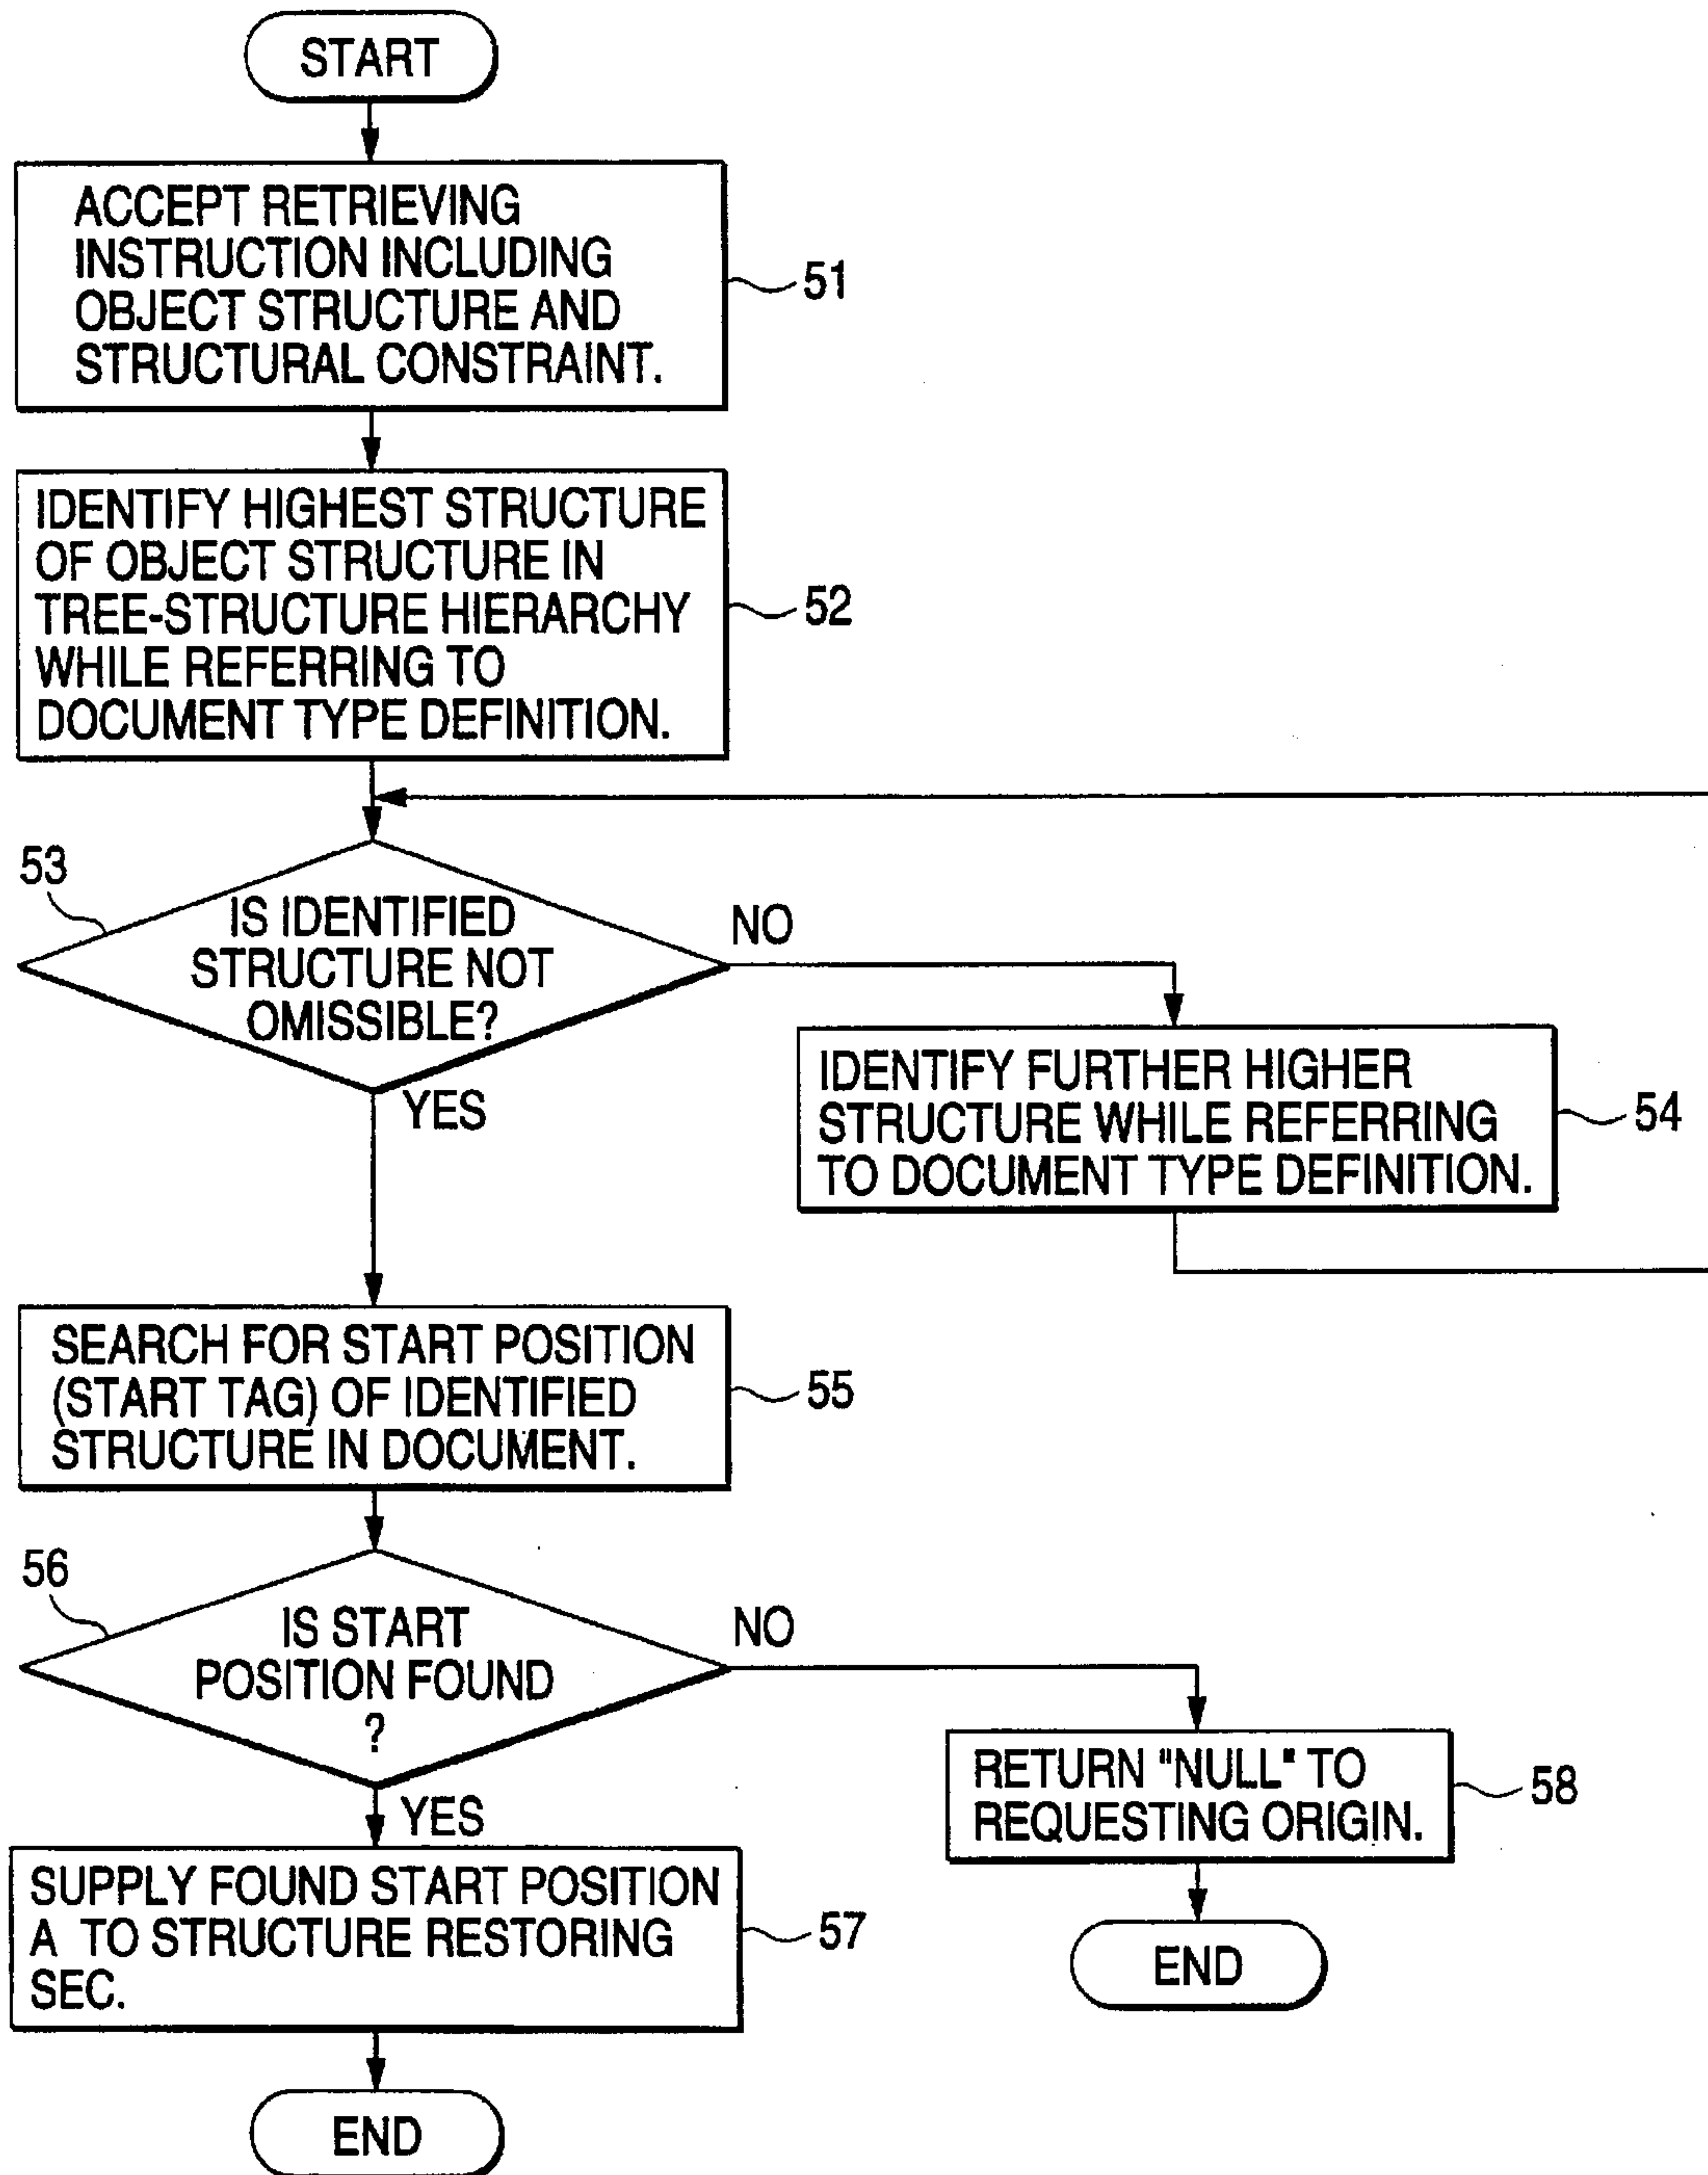 START
ACCEPT RETRIEVING
INSTRUCTION INCLUDING
OBJECT STRUCTURE AND
STRUCTURAL CONSTRAINT.
51
IDENTIFY HIGHEST STRUCTURE
OF OBJECT STRUCTURE IN
TREE-STRUCTURE HIERARCHY
WHILE REFERRING TO
DOCUMENT TYPE DEFINITION.
52
53
IS IDENTIFIED
STRUCTURE NOT
OMISSIBLE?
NO
YES
IDENTIFY FURTHER HIGHER
STRUCTURE WHILE REFERRING
TO DOCUMENT TYPE DEFINITION.
54
SEARCH FOR START POSITION
(START TAG) OF IDENTIFIED
STRUCTURE IN DOCUMENT.
55
56
IS START
POSITION FOUND
?
NO
YES
RETURN "NULL" TO
REQUESTING ORIGIN.
58
SUPPLY FOUND START POSITION
A TO STRUCTURE RESTORING
SEC.
57
END
END